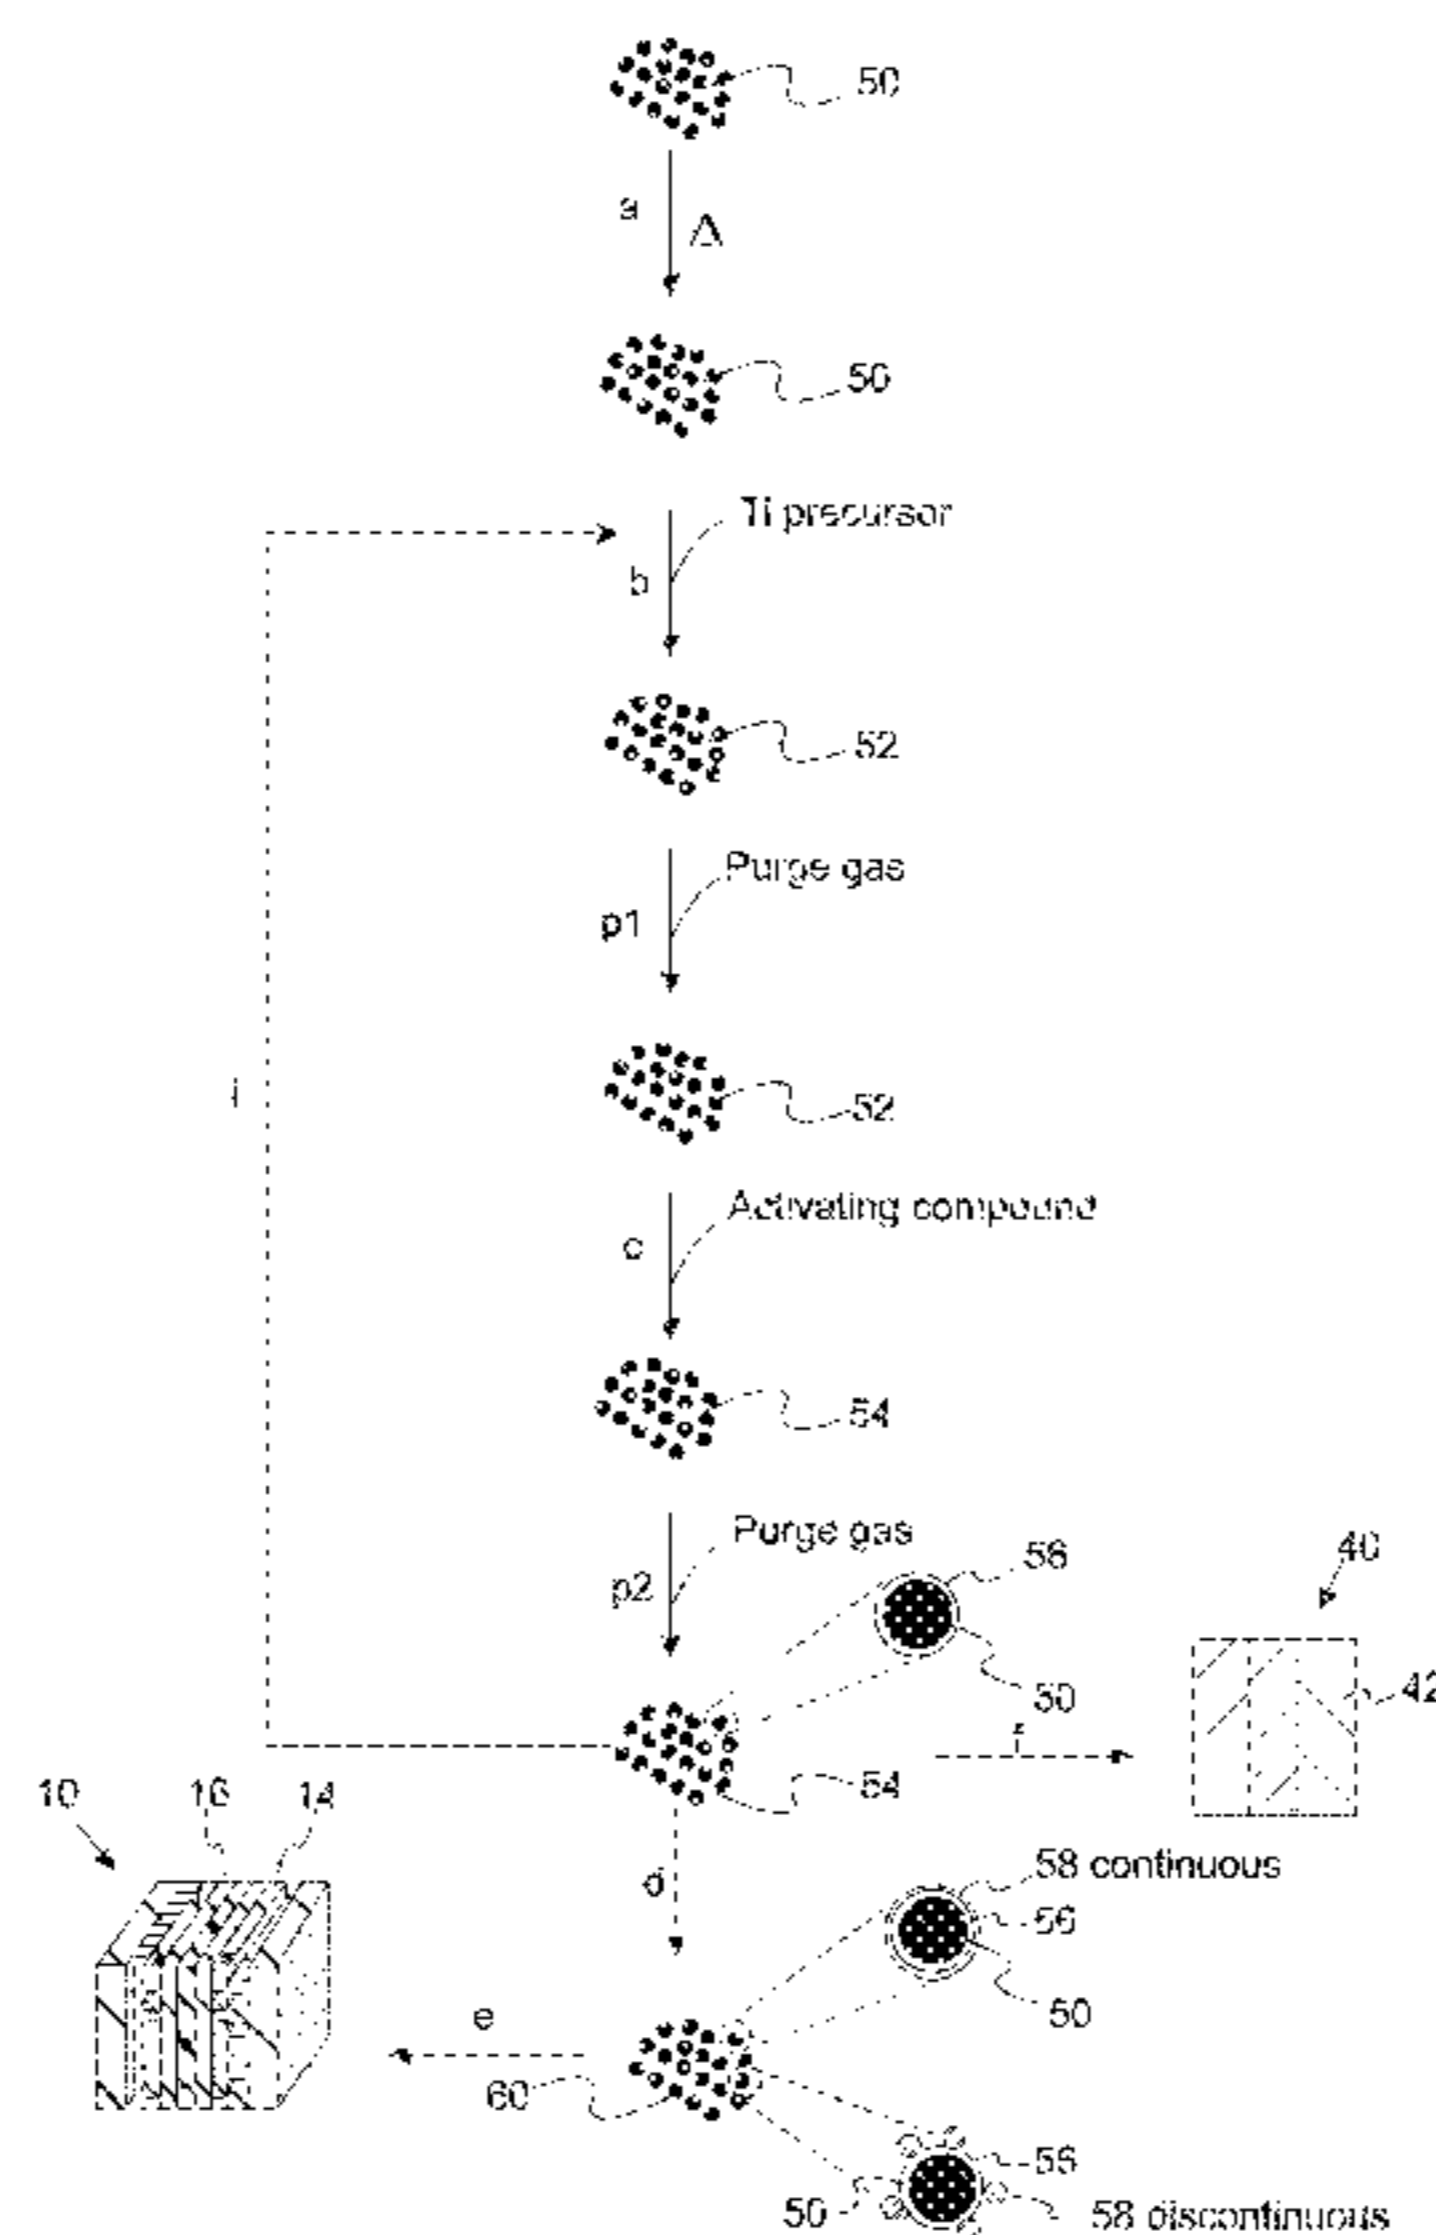 50
a
Δ
50
Ti precursor
b
52
Purge gas
p1
52
i
Activating compound
c
54
Purge gas
p2
56
40
50
42
f
54
10
16
14
d
58 continuous
56
50
e
60
56
50
58 discontinuous